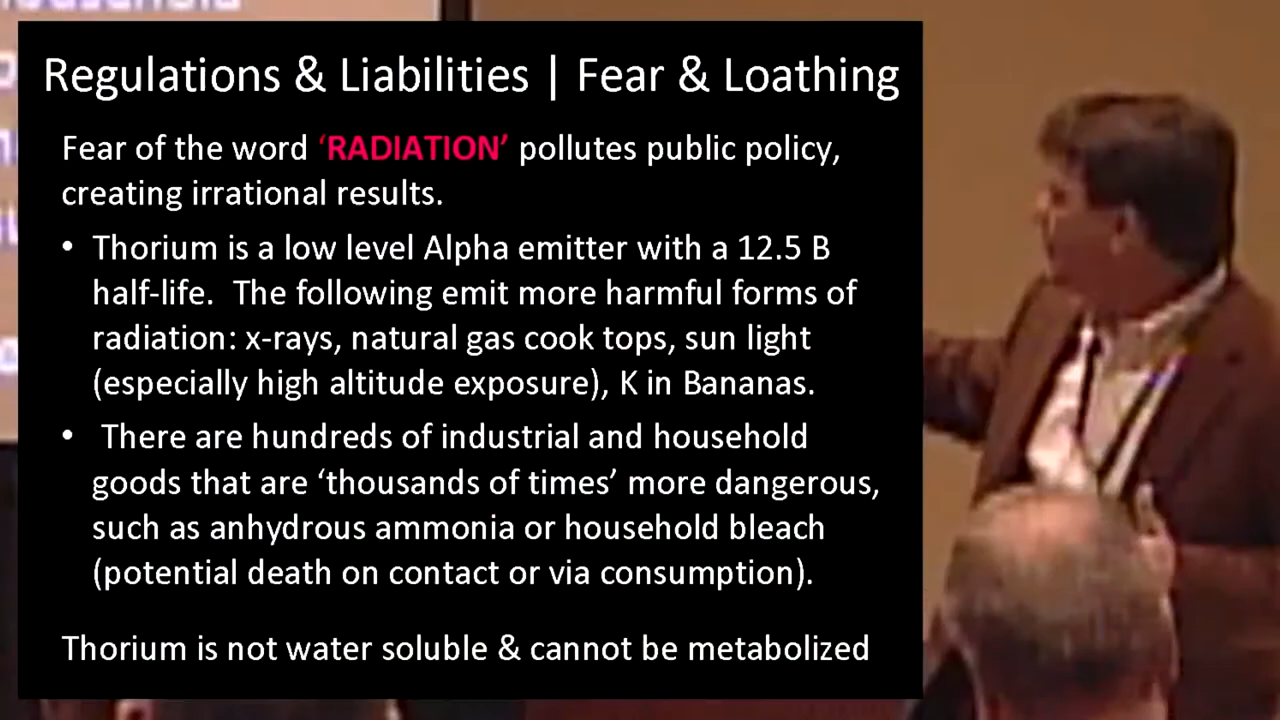 ousehold
Regulations & Liabilities | Fear & Loathing
Fear of the word ‘RADIATION’ pollutes public policy,
creating irrational results.
• Thorium is a low level Alpha emitter with a 12.5 B
half-life.  The following emit more harmful forms of
radiation: x-rays, natural gas cook tops, sun light
(especially high altitude exposure), K in Bananas.
• There are hundreds of industrial and household
goods that are ‘thousands of times’ more dangerous,
such as anhydrous ammonia or household bleach
(potential death on contact or via consumption).
Thorium is not water soluble & cannot be metabolized